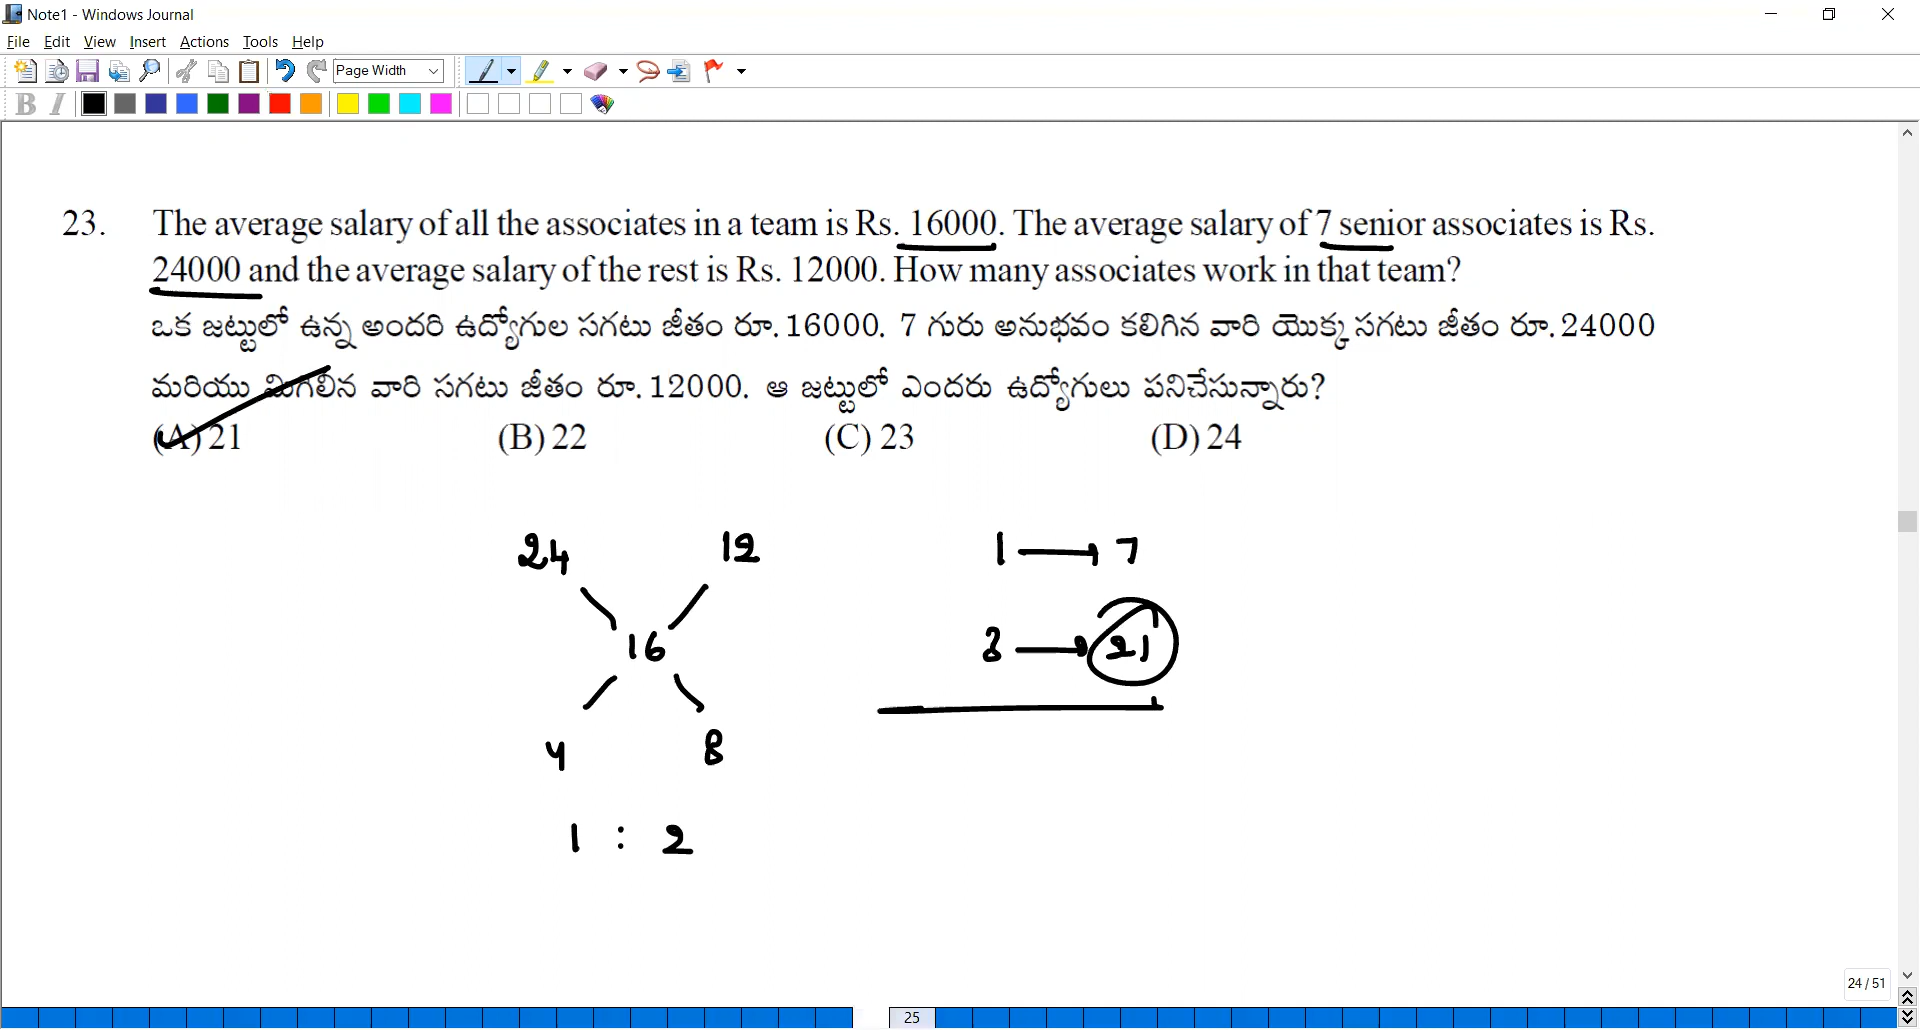 Note1 - Windows Journal
File Edit View Insert Actions Tools Help
Page Width
B I
23. The average salary of all the associates in a team is Rs. 16000. The average salary of 7 senior associates is Rs.
24000 and the average salary of the rest is Rs. 12000. How many associates work in that team?
ఒక జట్టులో ఉన్న అందరి ఉద్యోగుల సగటు జీతం రూ. 16000. 7 గురు అనుభవం కలిగిన వారి యొక్క సగటు జీతం రూ. 24000
మరియు మిగిలిన వారి సగటు జీతం రూ. 12000. ఆ జట్టులో ఎందరు ఉద్యోగులు పనిచేసున్నారు?
(A) 21 (B) 22 (C) 23 (D) 24
24 12 1 7
16 3 21
4 8
1 : 2
24 / 51
25